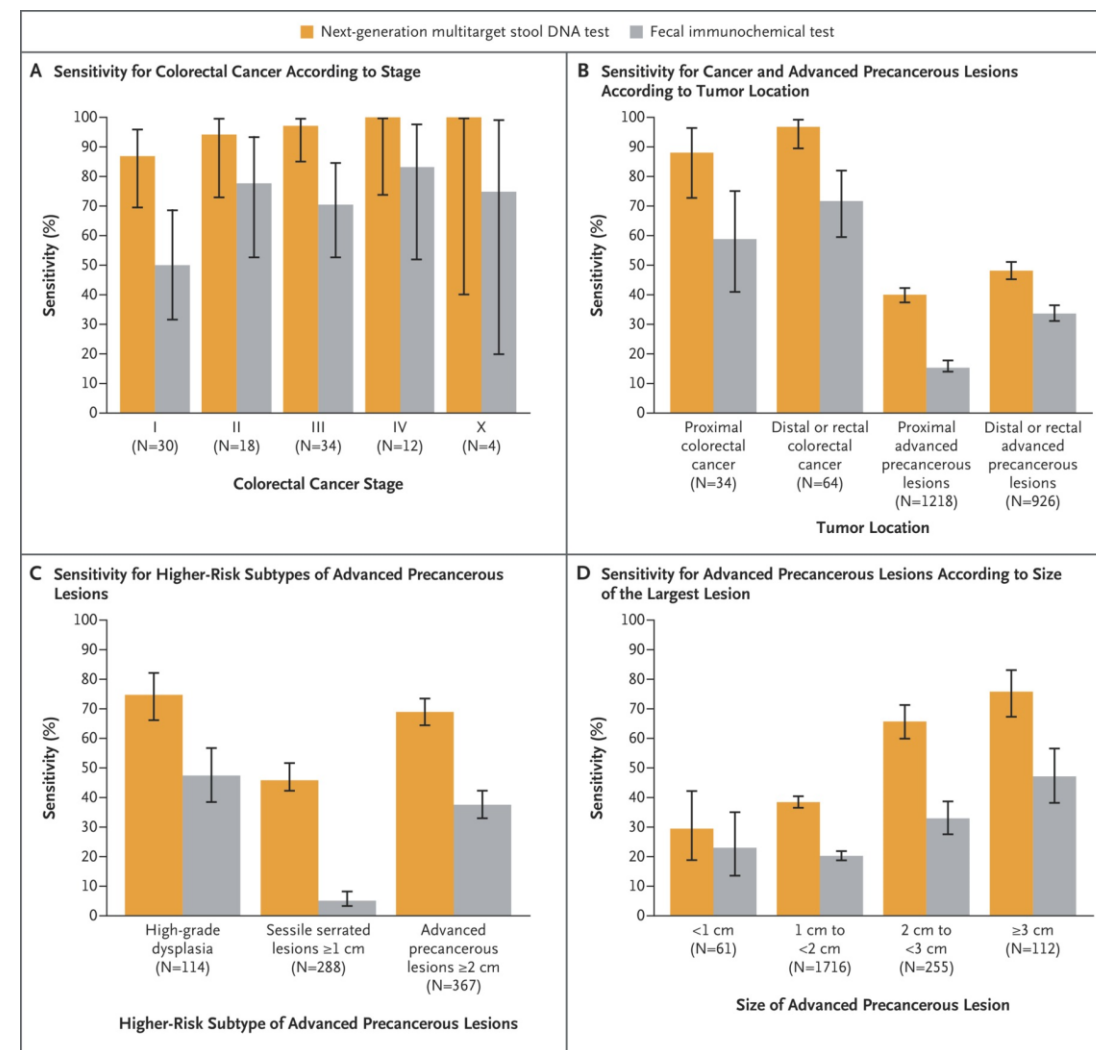 Next-generation multitarget stool DNA test Fecal immunochemical test
A Sensitivity for Colorectal Cancer According to Stage
100
90
80
70
60
50
40
30
20
10
0
Sensitivity (%)
I
(N=30)
II
(N=18)
III
(N=34)
IV
(N=12)
X
(N=4)
Colorectal Cancer Stage
B Sensitivity for Cancer and Advanced Precancerous Lesions
According to Tumor Location
100
90
80
70
60
50
40
30
20
10
0
Sensitivity (%)
Proximal
colorectal
cancer
(N=34)
Distal or rectal
colorectal
cancer
(N=64)
Proximal
advanced
precancerous
lesions
(N=1218)
Distal or rectal
advanced
precancerous
lesions
(N=926)
Tumor Location
C Sensitivity for Higher-Risk Subtypes of Advanced Precancerous
Lesions
100
90
80
70
60
50
40
30
20
10
0
Sensitivity (%)
High-grade
dysplasia
(N=114)
Sessile serrated
lesions ≥1 cm
(N=288)
Advanced
precancerous
lesions ≥2 cm
(N=367)
Higher-Risk Subtype of Advanced Precancerous Lesions
D Sensitivity for Advanced Precancerous Lesions According to Size
of the Largest Lesion
100
90
80
70
60
50
40
30
20
10
0
Sensitivity (%)
<1 cm
(N=61)
1 cm to
<2 cm
(N=1716)
2 cm to
<3 cm
(N=255)
≥3 cm
(N=112)
Size of Advanced Precancerous Lesion